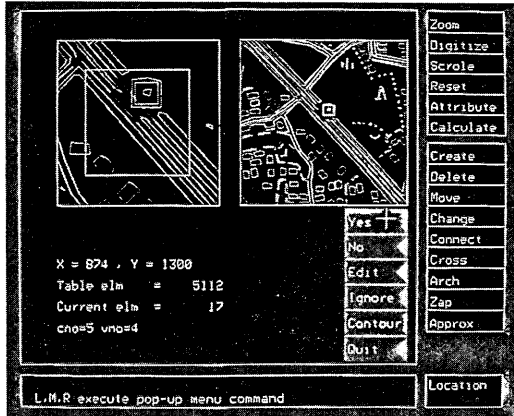 Zoom
Digitize
Scrole
Reset
Attribute
Calculate
Create
Delete
Move
Change
Connect
Cross
Arch
Zap
Approx
Yes
No
Edit
Ignore
Contour
Quit
X = 874 , Y = 1300
Table elm = 5112
Current elm = 17
cno=5 vno=4
L.M.R execute pop-up menu command
Location